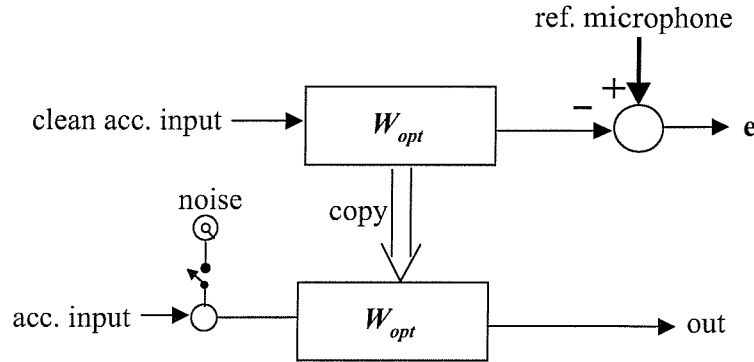 ref. microphone
+
clean acc. input
W_opt
−
e
noise
copy
acc. input
W_opt
out